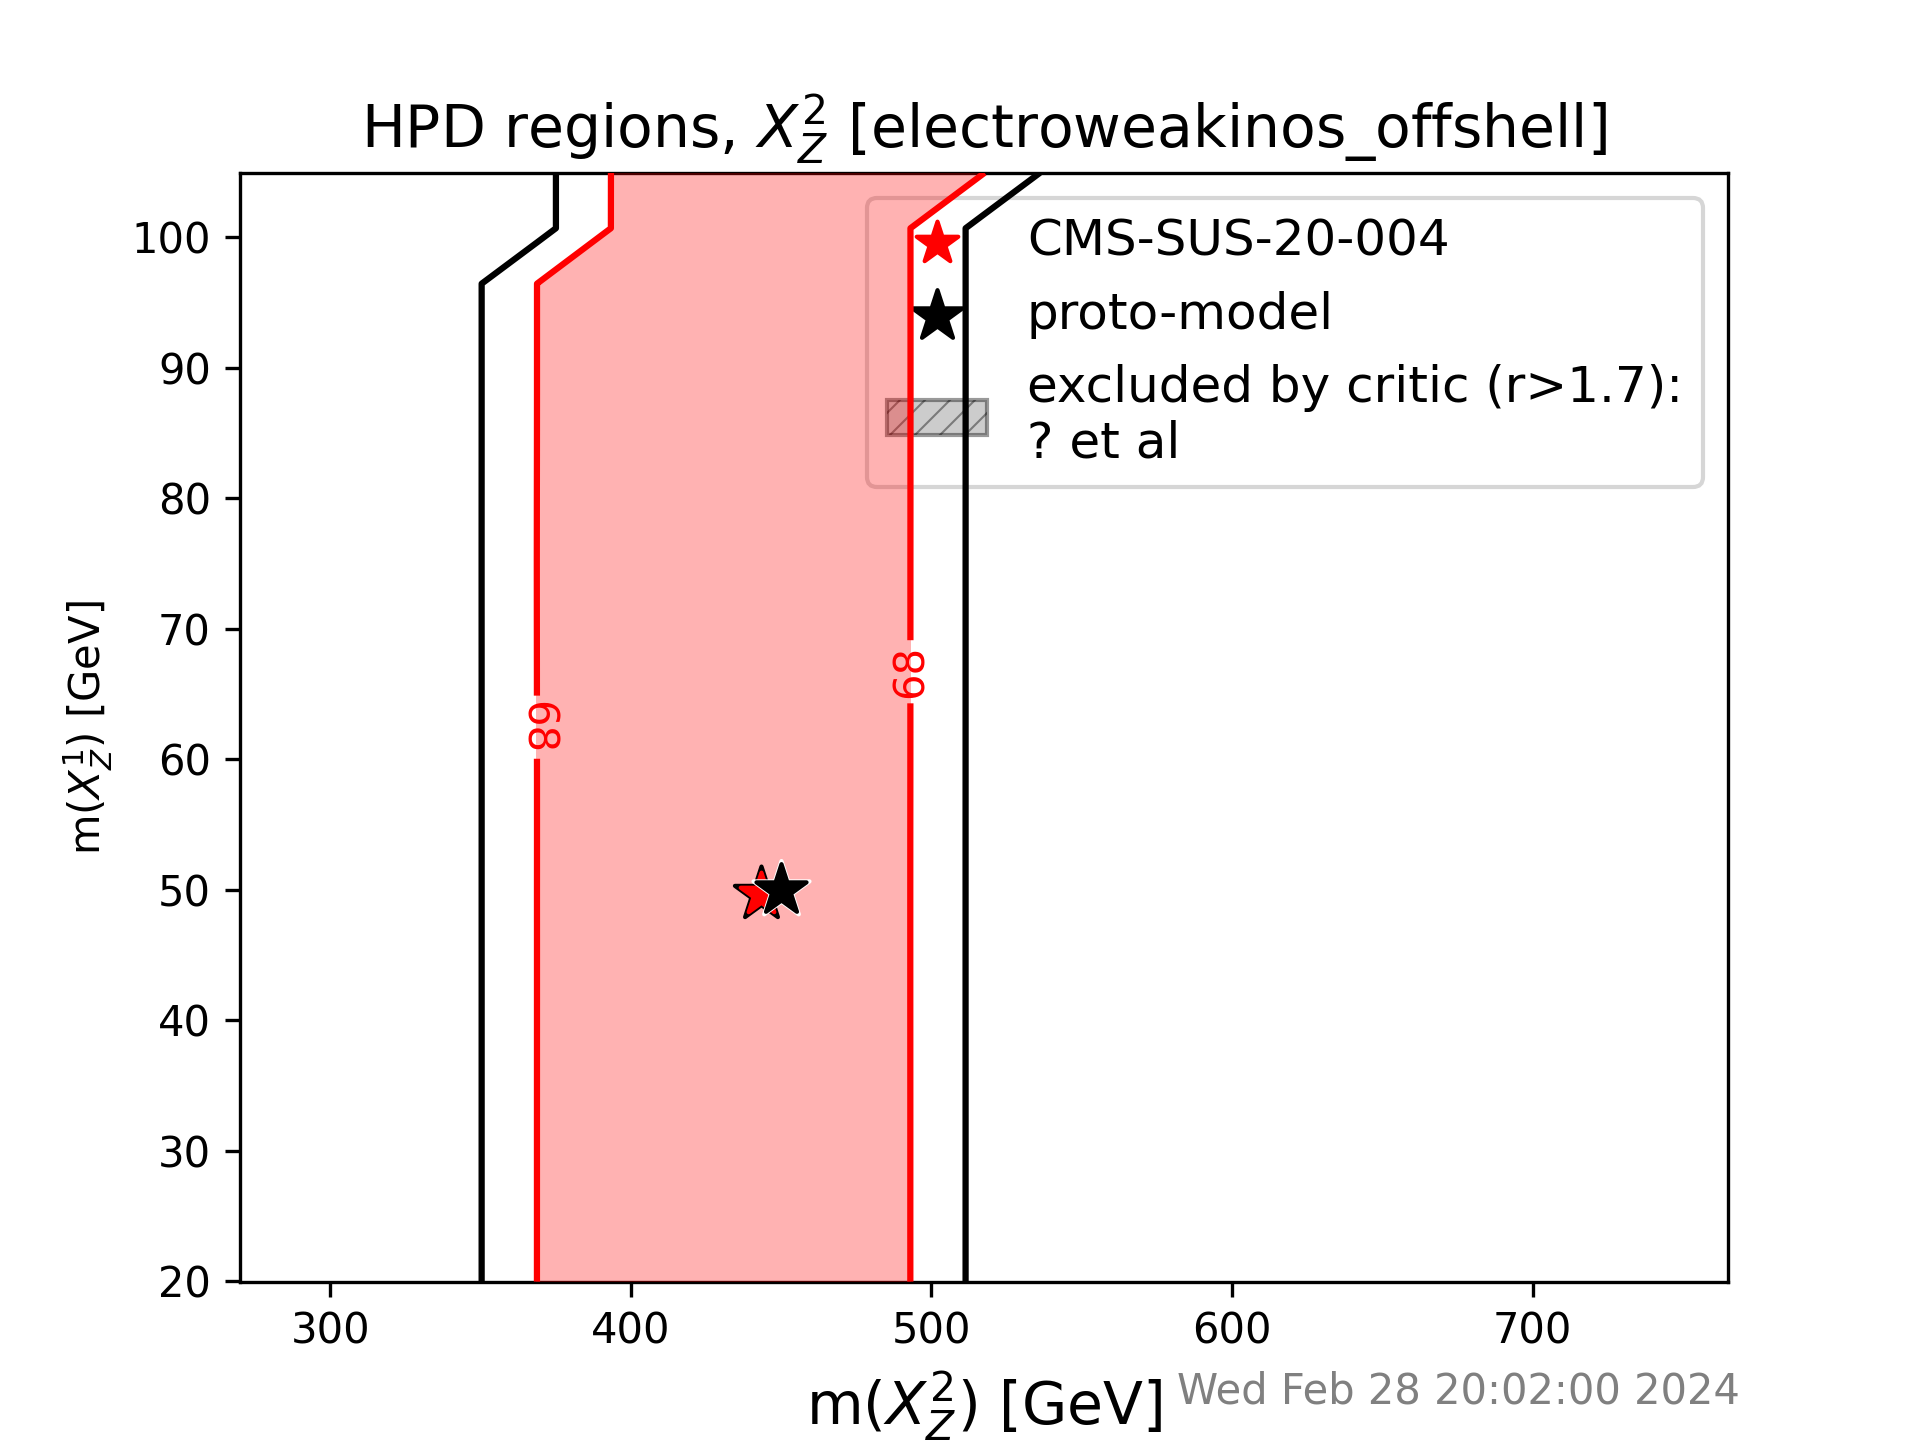 HPD regions, $X_Z^2$ [electroweakinos_offshell]
CMS-SUS-20-004
proto-model
excluded by critic (r>1.7):
? et al
100
90
80
70
60
50
40
30
20
m($X_Z^1$) [GeV]
68
68
300 400 500 600 700
m($X_Z^2$) [GeV]
Wed Feb 28 20:02:00 2024